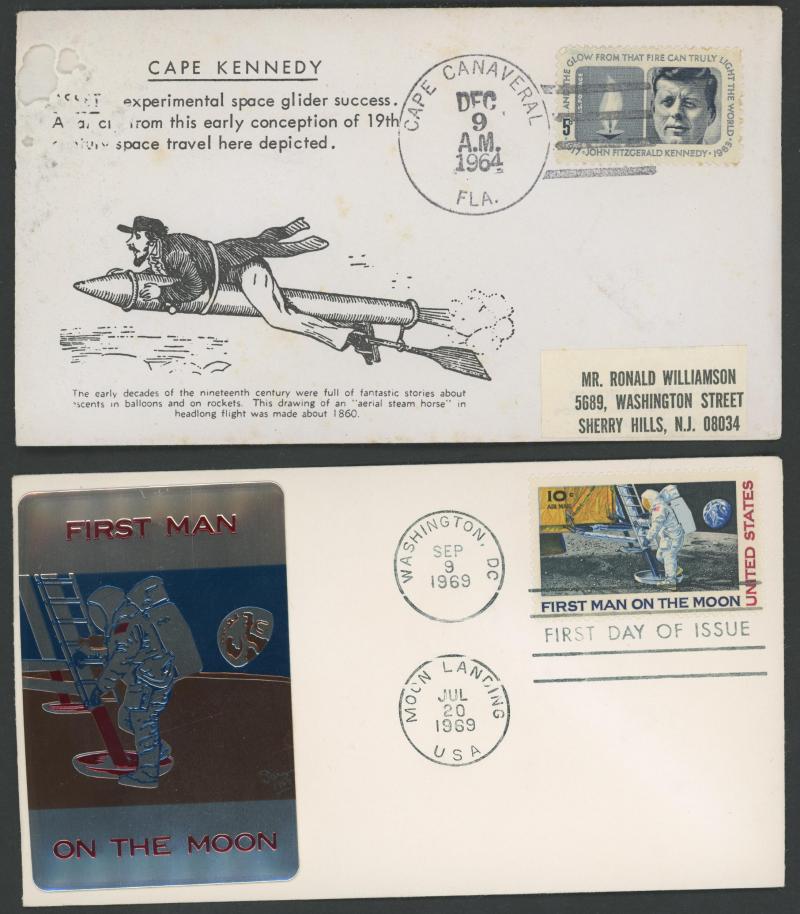 CAPE KENNEDY
experimental space glider success.
from this early conception of 19th
space travel here depicted.
CAPE CANAVERAL
DEC
9
A.M.
1964
FLA.
AND THE GLOW FROM THAT FIRE CAN TRULY LIGHT THE WORLD
5¢
U.S. POSTAGE
JOHN FITZGERALD KENNEDY · 1963
The early decades of the nineteenth century were full of fantastic stories about
in balloons and on rockets. This drawing of an "aerial steam horse" in
headlong flight was made about 1860.
MR. RONALD WILLIAMSON
5689, WASHINGTON STREET
SHERRY HILLS, N.J. 08034
FIRST MAN
ON THE MOON
WASHINGTON, DC
SEP
9
1969
MOON LANDING
JUL
20
1969
USA
10¢
AIR MAIL
UNITED STATES
FIRST MAN ON THE MOON
FIRST DAY OF ISSUE